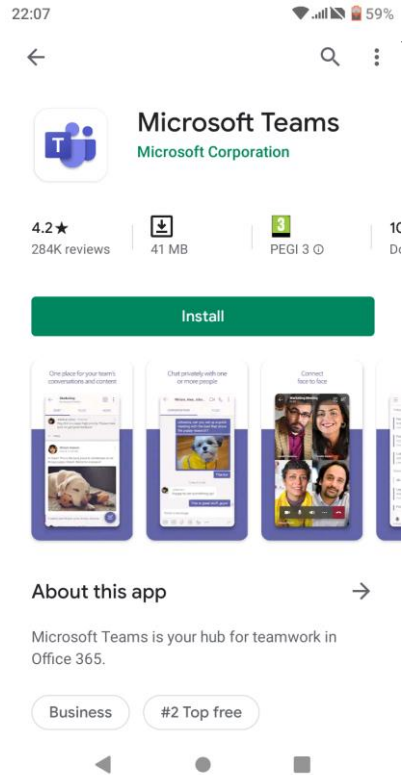 22:07
59%
Microsoft Teams
Microsoft Corporation
4.2★
284K reviews
41 MB
3
PEGI 3
10
Do
Install
One place for your team's
conversations and content
Chat privately with one
or more people
Connect
face to face
About this app
Microsoft Teams is your hub for teamwork in
Office 365.
Business
#2 Top free